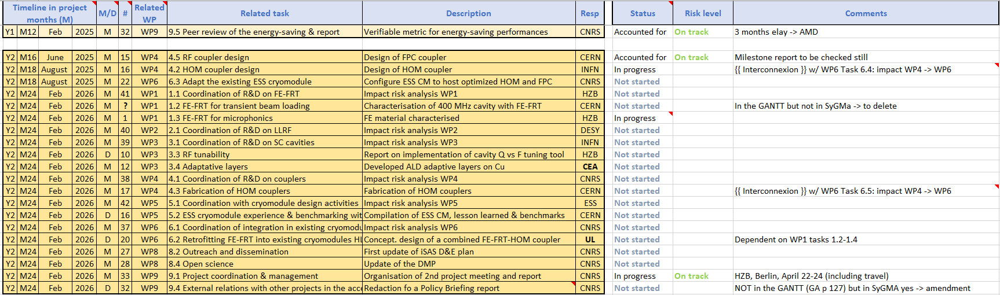 Timeline in project months (M) M/D # Related WP Related task Description Resp Status Risk level Comments
Y1 M12 Feb 2025 M 32 WP9 9.5 Peer review of the energy-saving & report Verifiable metric for energy-saving performances CNRS Accounted for On track 3 months elay -> AMD
Y2 M16 June 2025 M 15 WP4 4.5 RF coupler design Design of FPC coupler CERN Accounted for On track Milestone report to be checked still
Y2 M18 August 2025 M 16 WP4 4.2 HOM coupler design Design of HOM coupler INFN In progress {{ Interconnexion }} w/ WP6 Task 6.4: impact WP4 -> WP6
Y2 M18 August 2025 M 22 WP6 6.3 Adapt the existing ESS cryomodule Configure ESS CM to host optimized HOM and FPC CNRS Not started
Y2 M24 Feb 2026 M 41 WP1 1.1 Coordination of R&D on FE-FRT Impact risk analysis WP1 HZB Not started
Y2 M24 Feb 2026 M ? WP1 1.2 FE-FRT for transient beam loading Characterisation of 400 MHz cavity with FE-FRT CERN Not started In the GANTT but not in SyGMa -> to delete
Y2 M24 Feb 2026 M 1 WP1 1.3 FE-FRT for microphonics FE material characterised HZB In progress
Y2 M24 Feb 2026 M 40 WP2 2.1 Coordination of R&D on LLRF Impact risk analysis WP2 DESY Not started
Y2 M24 Feb 2026 M 39 WP3 3.1 Coordination of R&D on SC cavities Impact risk analysis WP3 INFN Not started
Y2 M24 Feb 2026 D 10 WP3 3.3 RF tunability Report on implementation of cavity Q vs F tuning tool HZB Not started
Y2 M24 Feb 2026 M 12 WP3 3.4 Adaptative layers Developed ALD adaptive layers on Cu CEA Not started
Y2 M24 Feb 2026 M 38 WP4 4.1 Coordination of R&D on couplers Impact risk analysis WP4 CNRS Not started
Y2 M24 Feb 2026 M 17 WP4 4.3 Fabrication of HOM couplers Fabrication of HOM couplers CERN Not started {{ Interconnexion }} w/ WP6 Task 6.5: impact WP4 -> WP6
Y2 M24 Feb 2026 M 42 WP5 5.1 Coordination with cryomodule design activities Impact risk analysis WP5 ESS Not started
Y2 M24 Feb 2026 D 16 WP5 5.2 ESS cryomodule experience & benchmarking wit Compilation of ESS CM, lesson learned & benchmarks CERN Not started
Y2 M24 Feb 2026 M 37 WP6 6.1 Coordination of integration in existing cryomodu Impact risk analysis WP6 CNRS Not started
Y2 M24 Feb 2026 D 20 WP6 6.2 Retrofitting FE-FRT into existing cryomodules HL Concept. design of a combined FE-FRT-HOM coupler UL Not started Dependent on WP1 tasks 1.2-1.4
Y2 M24 Feb 2026 M 27 WP8 8.2 Outreach and dissemination First update of iSAS D&E plan CNRS Not started
Y2 M24 Feb 2026 M 28 WP8 8.4 Open science Update of the DMP CNRS Not started
Y2 M24 Feb 2026 M 33 WP9 9.1 Project coordination & management Organisation of 2nd project meeting and report CNRS In progress On track HZB, Berlin, April 22-24 (including travel)
Y2 M24 Feb 2026 D 32 WP9 9.4 External relations with other projects in the acce Redaction fo a Policy Briefing report CNRS Not started NOT in the GANTT (GA p 127) but in SyGMA yes -> amendment